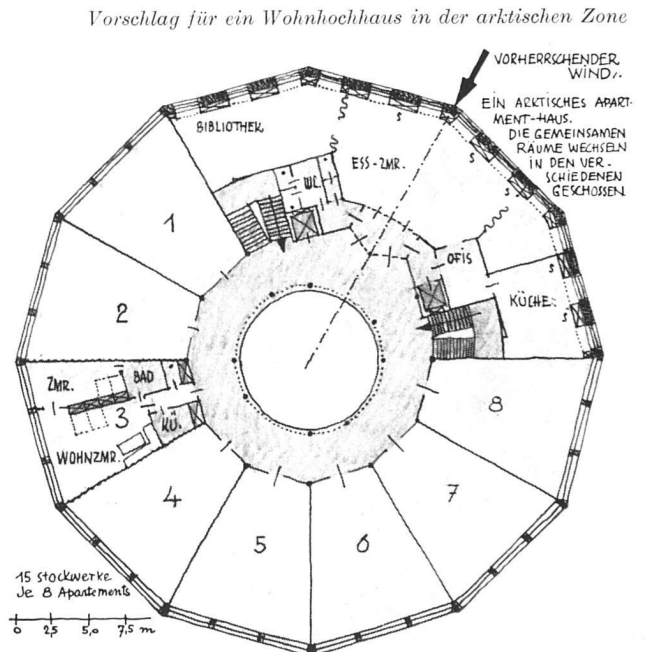 Vorschlag für ein Wohnhochhaus in der arktischen Zone
VORHERRSCHENDER
WIND
EIN ARKTISCHES APART-
MENT-HAUS.
DIE GEMEINSAMEN
RÄUME WECHSELN
IN DEN VER-
SCHIEDENEN
GESCHOSSEN
BIBLIOTHEK
S
WC.
ESS-ZMR.
S
S
1
OFIS
S
KÜCHE
2
S
ZMR.
BAD
3
KÜ.
WOHNZMR.
8
4
7
5
6
15 Stockwerke
Je 8 Apartements
0 2,5 5,0 7,5 m